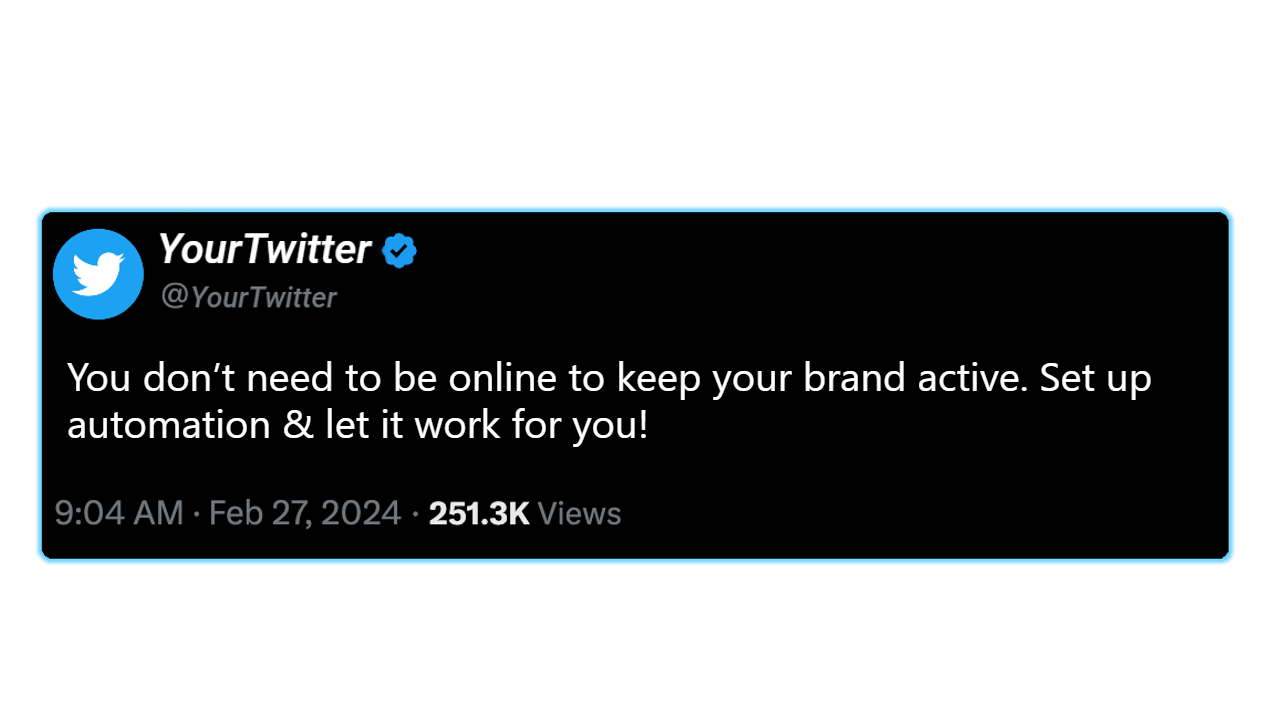 YourTwitter
@YourTwitter
You don’t need to be online to keep your brand active. Set up
automation & let it work for you!
9:04 AM · Feb 27, 2024 · 251.3K Views